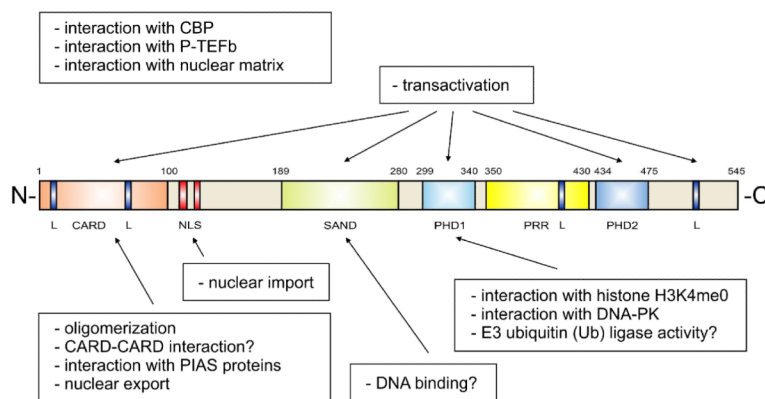 - interaction with CBP
- interaction with P-TEFb
- interaction with nuclear matrix
- transactivation
1 100 189 280 299 340 350 430 434 475 545
N- -C
L CARD L NLS SAND PHD1 PRR L PHD2 L
- nuclear import
- interaction with histone H3K4me0
- interaction with DNA-PK
- E3 ubiquitin (Ub) ligase activity?
- oligomerization
- CARD-CARD interaction?
- interaction with PIAS proteins
- nuclear export
- DNA binding?